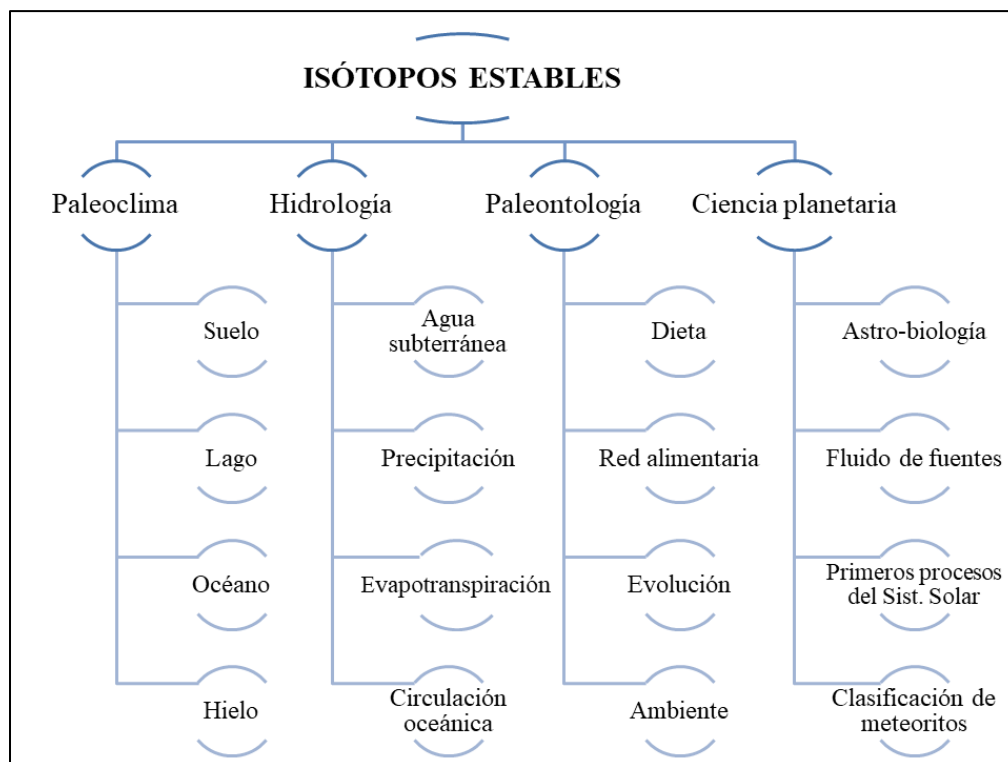 ISÓTOPOS ESTABLES
Paleoclima
Hidrología
Paleontología
Ciencia planetaria
Suelo
Agua
subterránea
Dieta
Astro-biología
Lago
Precipitación
Red alimentaria
Fluido de fuentes
Océano
Evapotranspiración
Evolución
Primeros procesos
del Sist. Solar
Hielo
Circulación
oceánica
Ambiente
Clasificación de
meteoritos